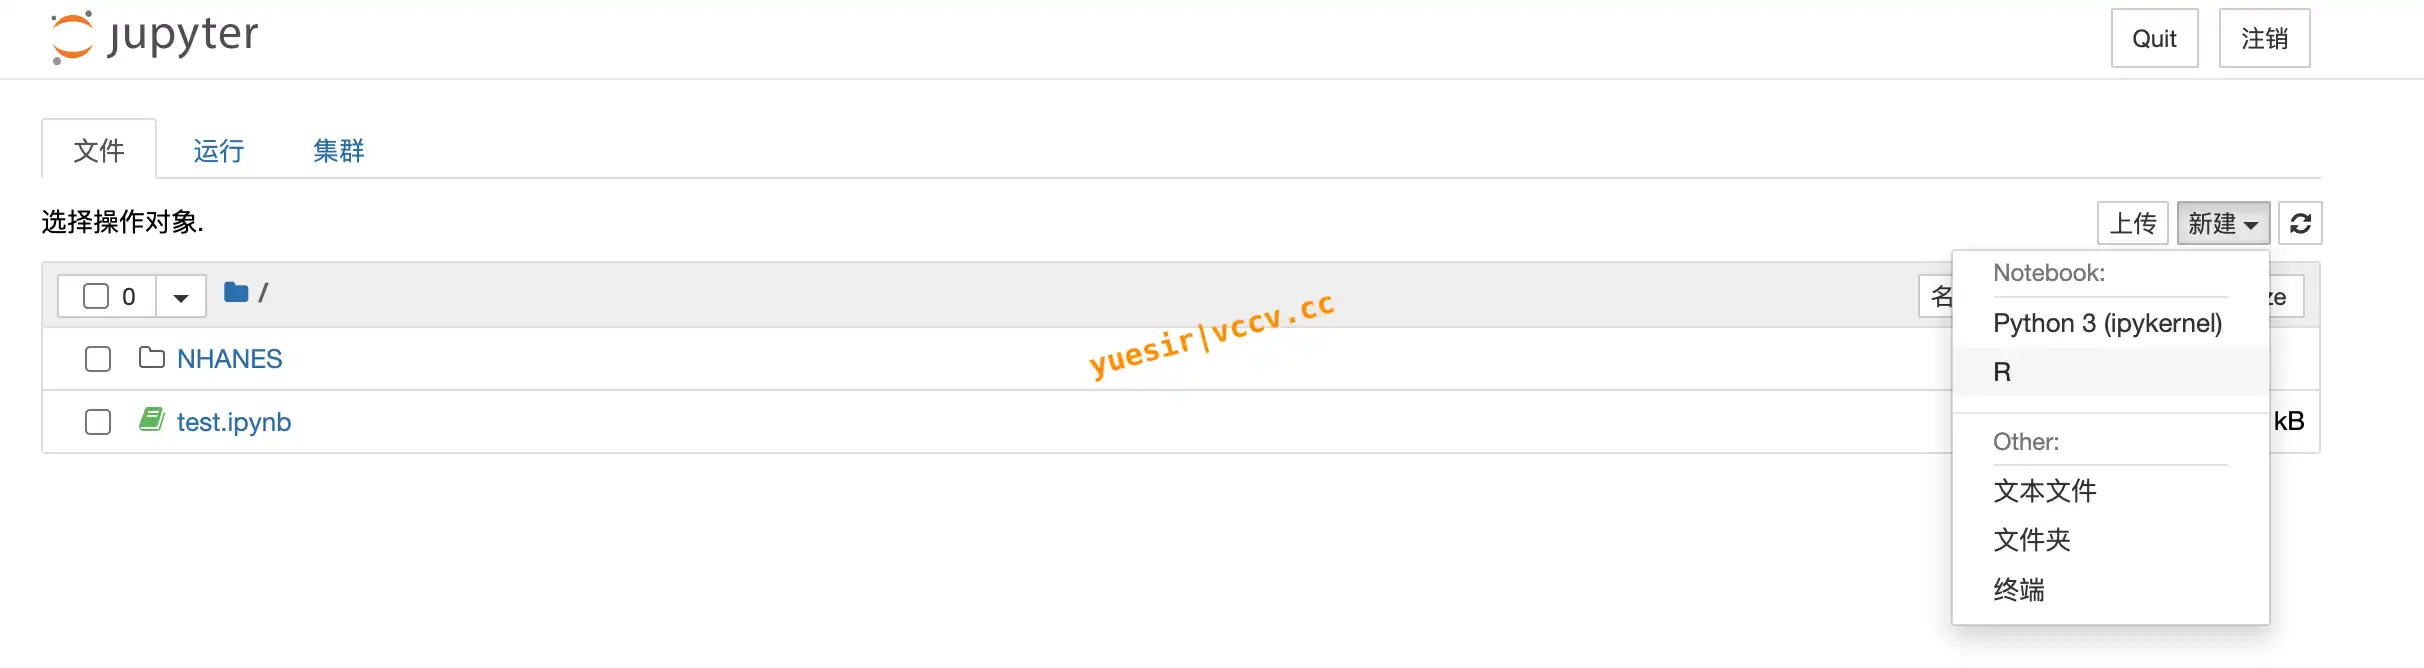 jupyter
Quit 注销
文件 运行 集群
选择操作对象.
上传 新建
0 /
名
ze
yuesir|vccv.cc
NHANES
test.ipynb
kB
Notebook:
Python 3 (ipykernel)
R
Other:
文本文件
文件夹
终端